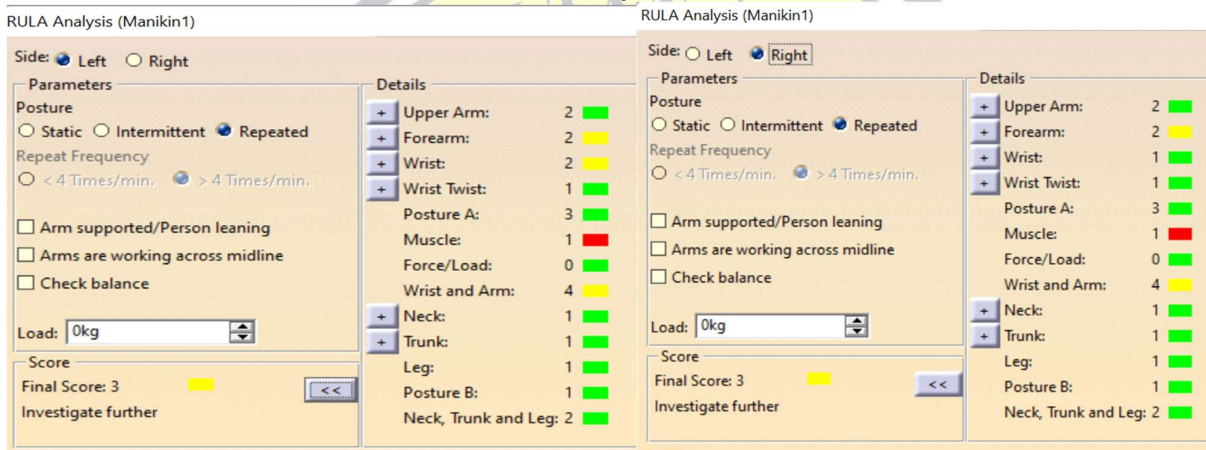 RULA Analysis (Manikin1)
Side: Left Right
Parameters
Posture
Static Intermittent Repeated
Repeat Frequency
< 4 Times/min. > 4 Times/min.
Arm supported/Person leaning
Arms are working across midline
Check balance
Load: 0kg
Score
Final Score: 3
<<
Investigate further
Details
+ Upper Arm: 2
+ Forearm: 2
+ Wrist: 2
+ Wrist Twist: 1
Posture A: 3
Muscle: 1
Force/Load: 0
Wrist and Arm: 4
+ Neck: 1
+ Trunk: 1
Leg: 1
Posture B: 1
Neck, Trunk and Leg: 2
RULA Analysis (Manikin1)
Side: Left Right
Parameters
Posture
Static Intermittent Repeated
Repeat Frequency
< 4 Times/min. > 4 Times/min.
Arm supported/Person leaning
Arms are working across midline
Check balance
Load: 0kg
Score
Final Score: 3
<<
Investigate further
Details
+ Upper Arm: 2
+ Forearm: 2
+ Wrist: 1
+ Wrist Twist: 1
Posture A: 3
Muscle: 1
Force/Load: 0
Wrist and Arm: 4
+ Neck: 1
+ Trunk: 1
Leg: 1
Posture B: 1
Neck, Trunk and Leg: 2